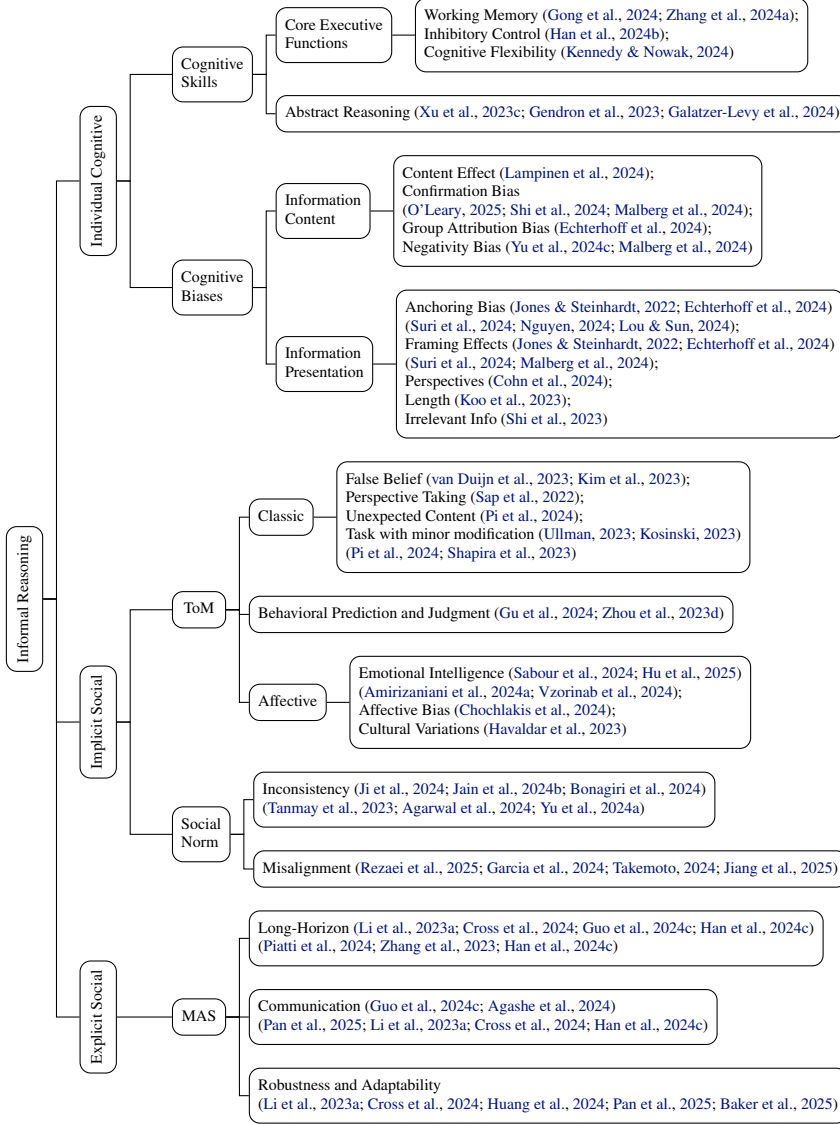 Informal Reasoning
Individual Cognitive
Cognitive
Skills
Core Executive
Functions
Working Memory (Gong et al., 2024; Zhang et al., 2024a);
Inhibitory Control (Han et al., 2024b);
Cognitive Flexibility (Kennedy & Nowak, 2024)
Abstract Reasoning (Xu et al., 2023c; Gendron et al., 2023; Galatzer-Levy et al., 2024)
Cognitive
Biases
Information
Content
Content Effect (Lampinen et al., 2024);
Confirmation Bias
(O'Leary, 2025; Shi et al., 2024; Malberg et al., 2024);
Group Attribution Bias (Echterhoff et al., 2024);
Negativity Bias (Yu et al., 2024c; Malberg et al., 2024)
Information
Presentation
Anchoring Bias (Jones & Steinhardt, 2022; Echterhoff et al., 2024)
(Suri et al., 2024; Nguyen, 2024; Lou & Sun, 2024);
Framing Effects (Jones & Steinhardt, 2022; Echterhoff et al., 2024)
(Suri et al., 2024; Malberg et al., 2024);
Perspectives (Cohn et al., 2024);
Length (Koo et al., 2023);
Irrelevant Info (Shi et al., 2023)
Implicit Social
ToM
Classic
False Belief (van Duijn et al., 2023; Kim et al., 2023);
Perspective Taking (Sap et al., 2022);
Unexpected Content (Pi et al., 2024);
Task with minor modification (Ullman, 2023; Kosinski, 2023)
(Pi et al., 2024; Shapira et al., 2023)
Behavioral Prediction and Judgment (Gu et al., 2024; Zhou et al., 2023d)
Affective
Emotional Intelligence (Sabour et al., 2024; Hu et al., 2025)
(Amirizaniani et al., 2024a; Vzorinab et al., 2024);
Affective Bias (Chochlakis et al., 2024);
Cultural Variations (Havaldar et al., 2023)
Social
Norm
Inconsistency (Ji et al., 2024; Jain et al., 2024b; Bonagiri et al., 2024)
(Tanmay et al., 2023; Agarwal et al., 2024; Yu et al., 2024a)
Misalignment (Rezaei et al., 2025; Garcia et al., 2024; Takemoto, 2024; Jiang et al., 2025)
Explicit Social
MAS
Long-Horizon (Li et al., 2023a; Cross et al., 2024; Guo et al., 2024c; Han et al., 2024c)
(Piatti et al., 2024; Zhang et al., 2023; Han et al., 2024c)
Communication (Guo et al., 2024c; Agashe et al., 2024)
(Pan et al., 2025; Li et al., 2023a; Cross et al., 2024; Han et al., 2024c)
Robustness and Adaptability
(Li et al., 2023a; Cross et al., 2024; Huang et al., 2024; Pan et al., 2025; Baker et al., 2025)